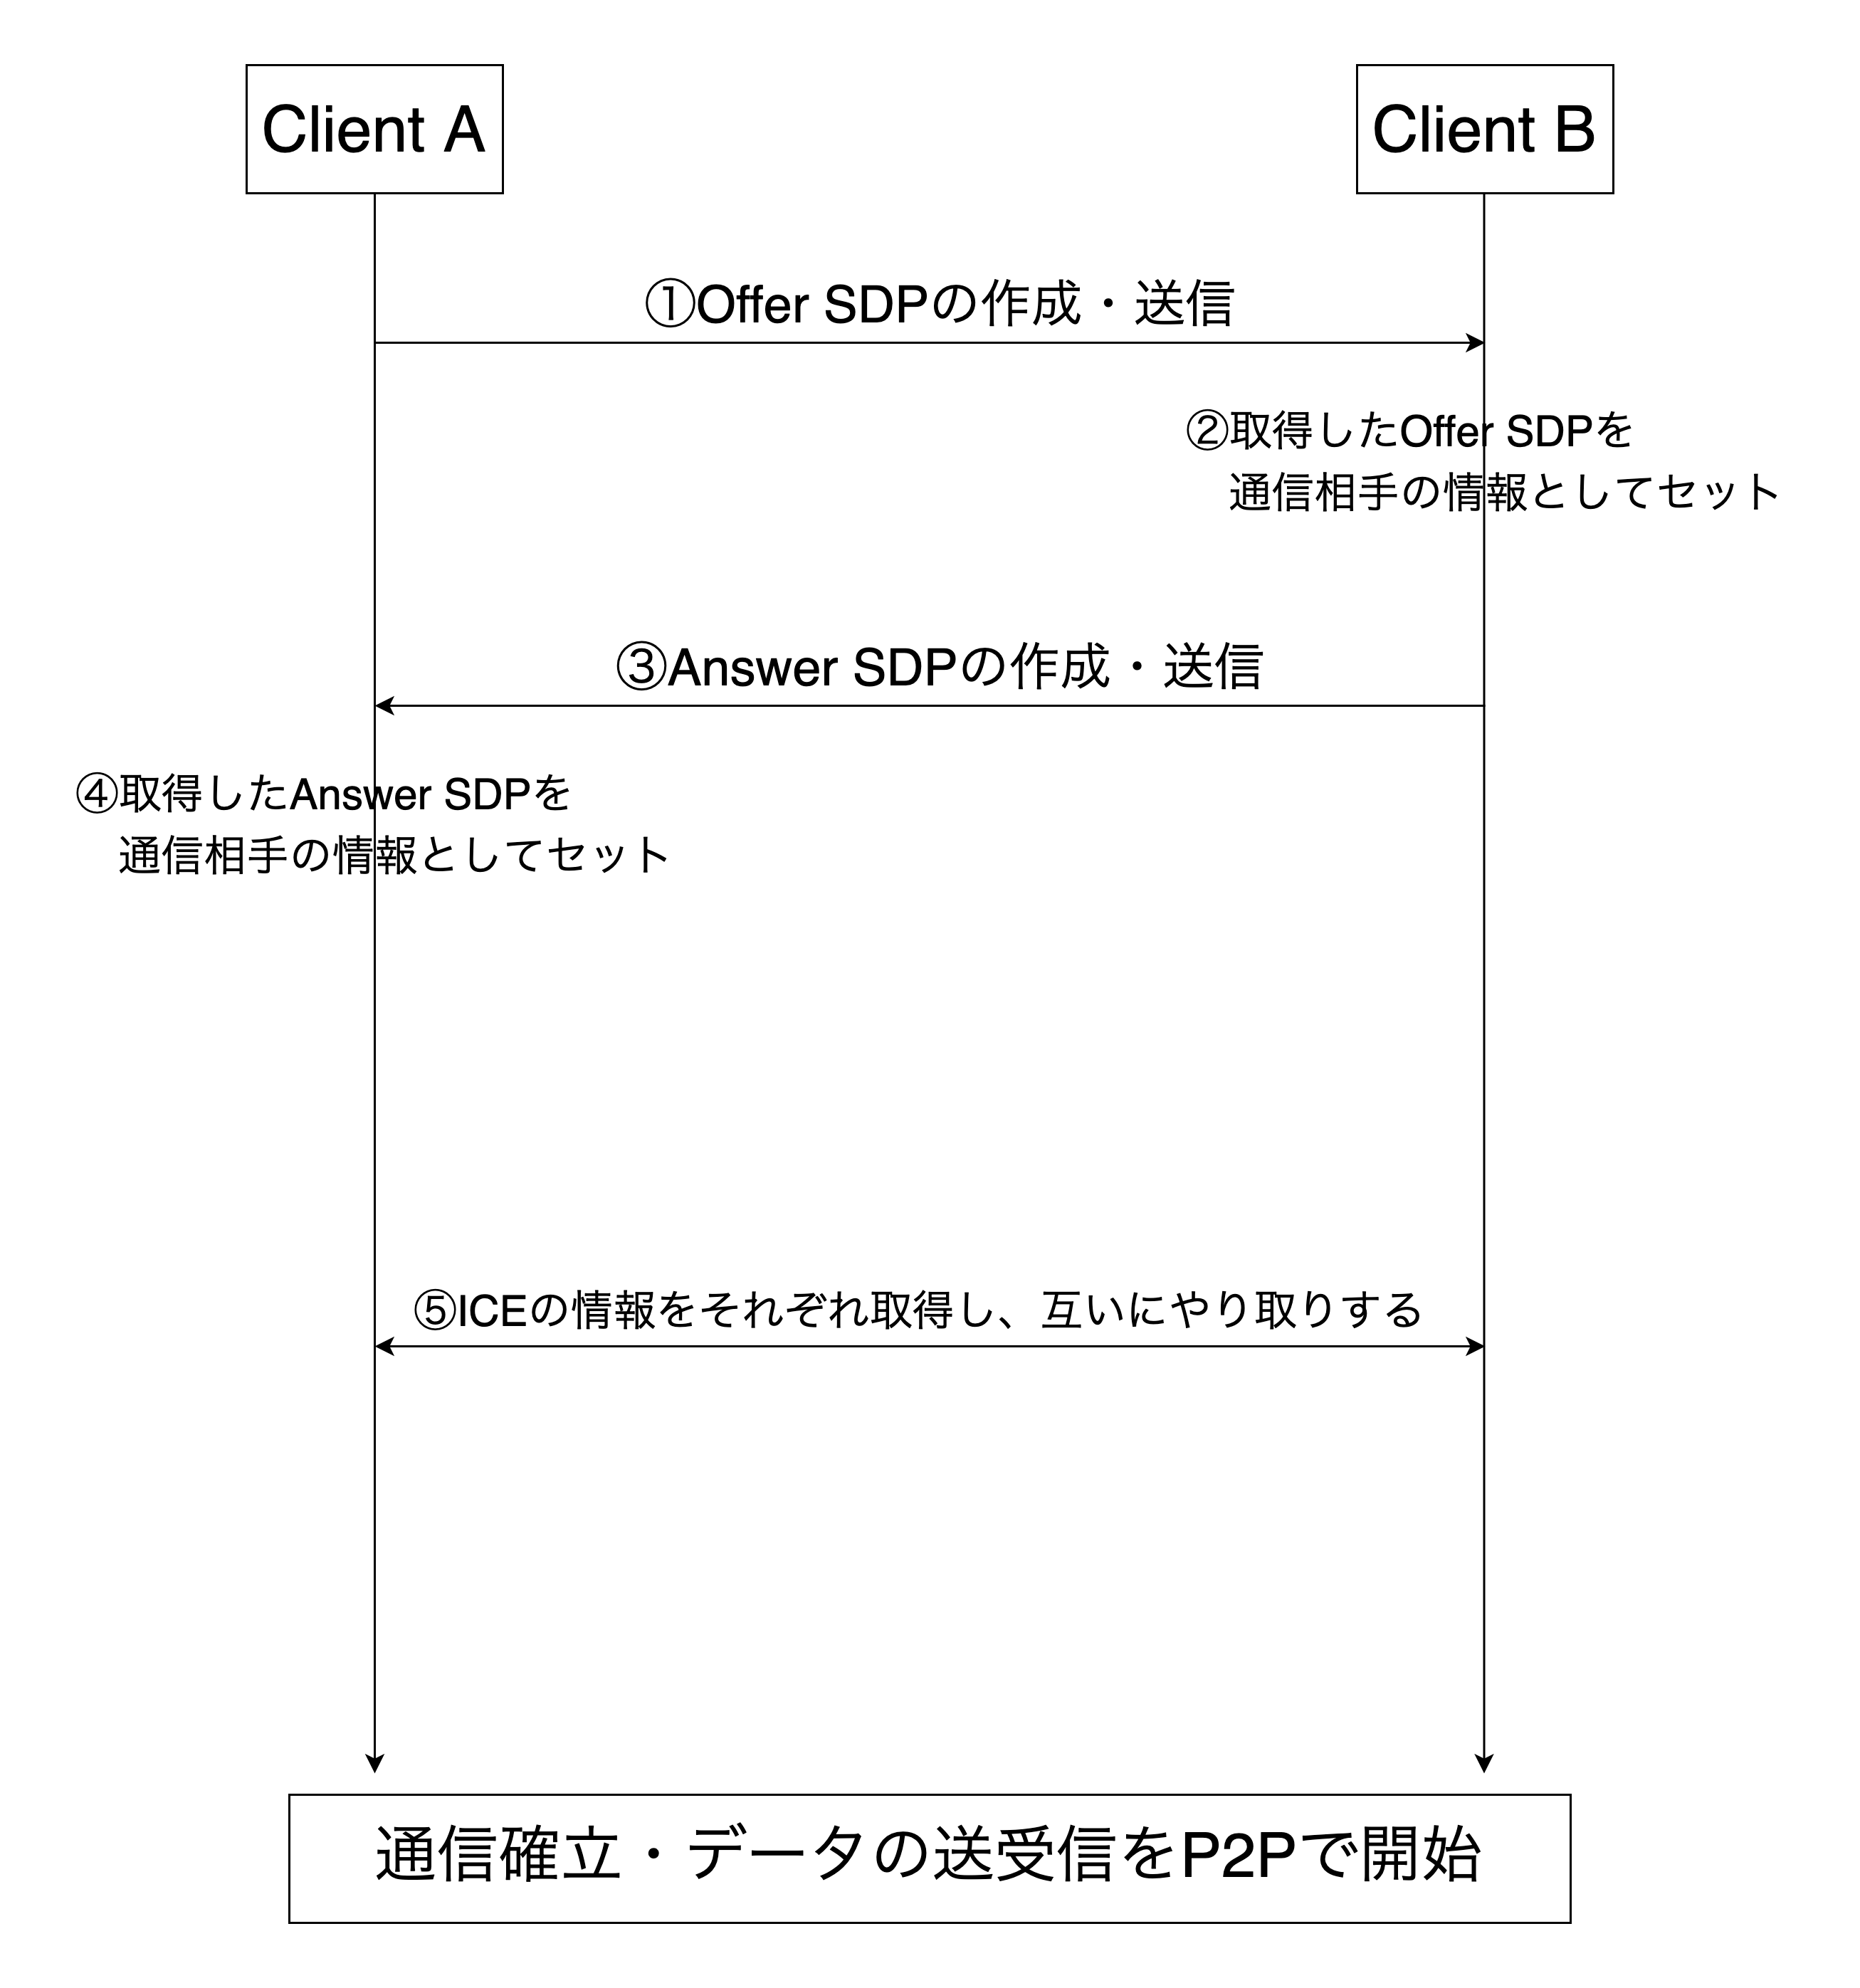 Client A
Client B
①Offer SDPの作成・送信
②取得したOffer SDPを
通信相手の情報としてセット
③Answer SDPの作成・送信
④取得したAnswer SDPを
通信相手の情報としてセット
⑤ICEの情報をそれぞれ取得し、互いにやり取りする
通信確立・データの送受信をP2Pで開始